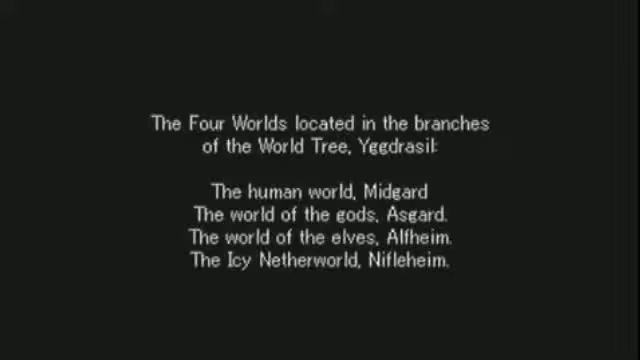 The Four Worlds located in the branches
of the World Tree, Yggdrasil:
The human world, Midgard
The world of the gods, Asgard.
The world of the elves, Alfheim.
The Icy Netherworld, Nifleheim.